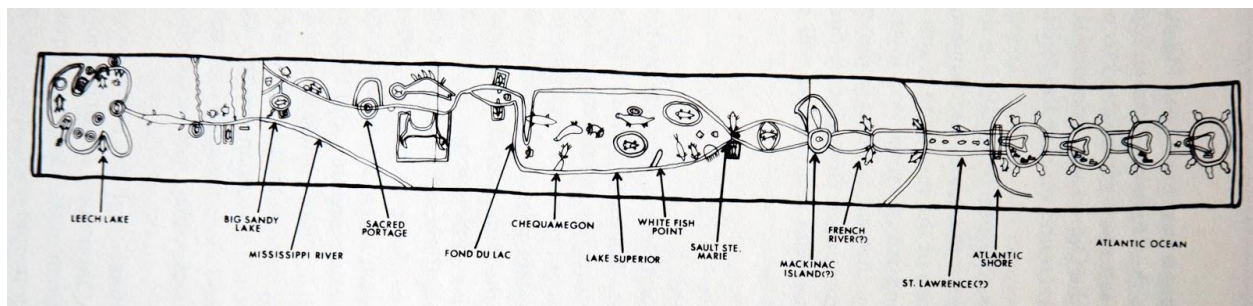 LEECH LAKE
BIG SANDY
LAKE
MISSISSIPPI RIVER
SACRED
PORTAGE
FOND DU LAC
CHEQUAMEGON
LAKE SUPERIOR
WHITE FISH
POINT
SAULT STE.
MARIE
MACKINAC
ISLAND(?)
FRENCH
RIVER(?)
ST. LAWRENCE(?)
ATLANTIC
SHORE
ATLANTIC OCEAN